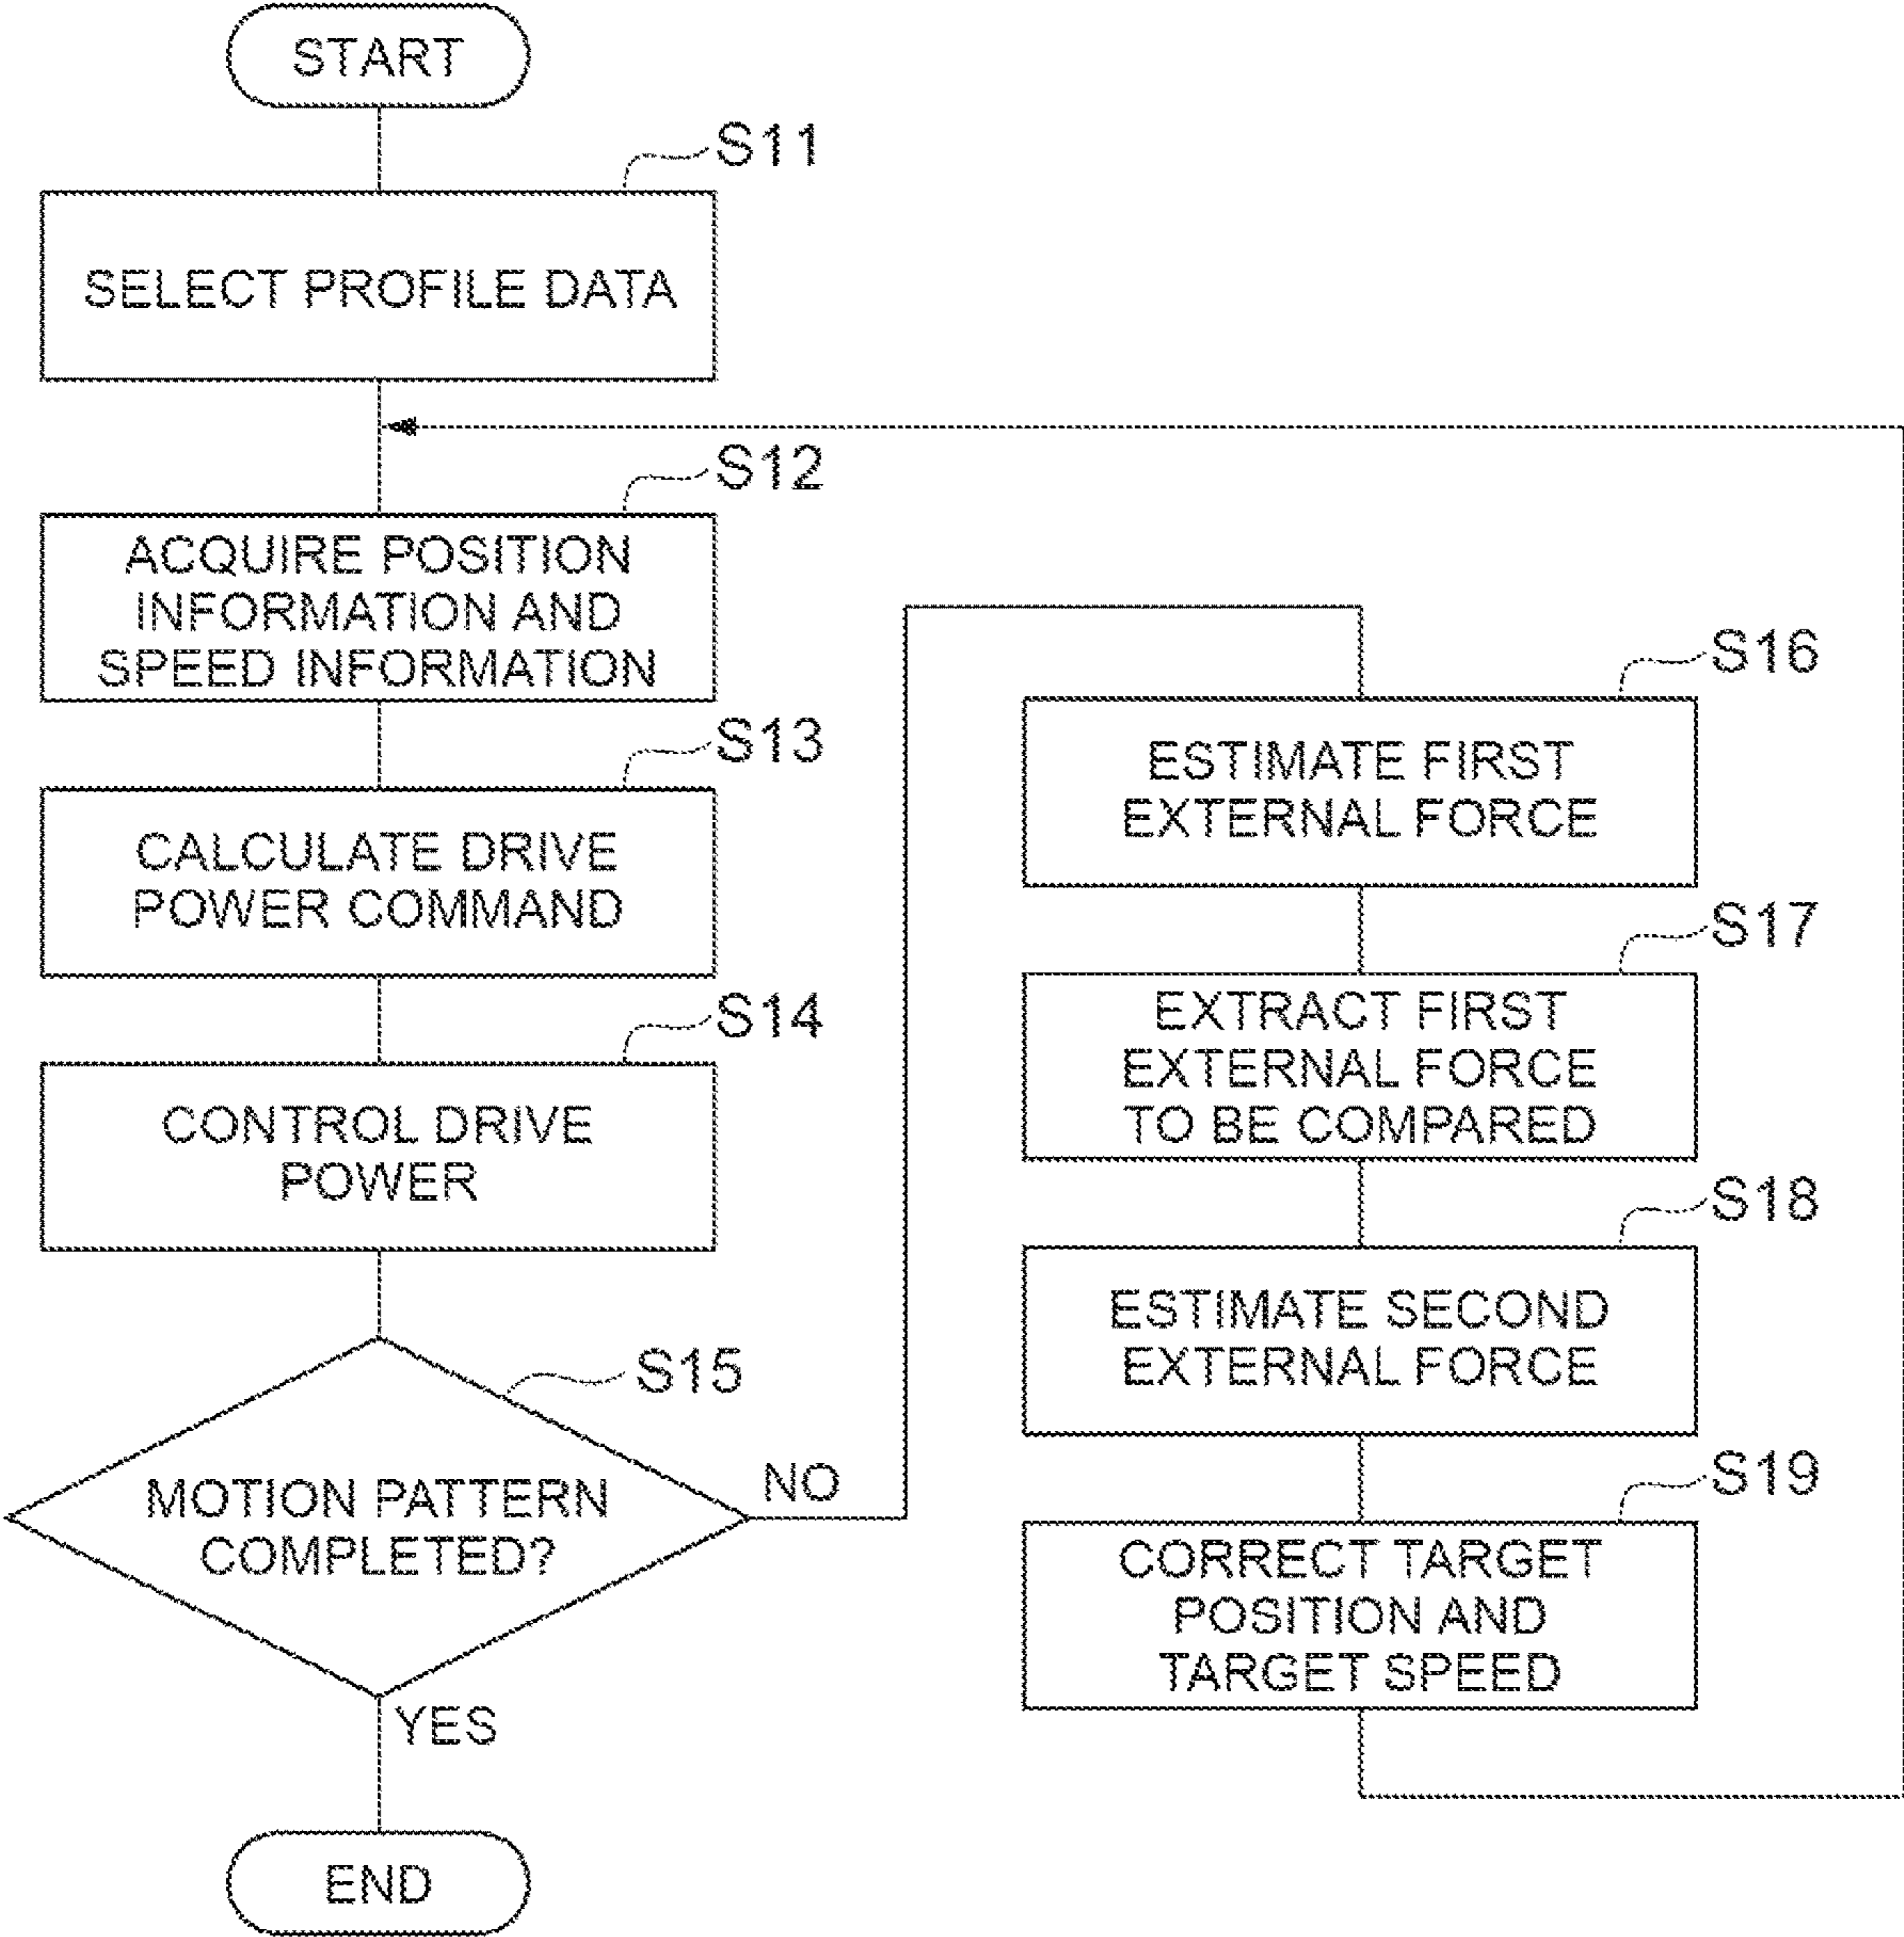 START
S11
SELECT PROFILE DATA
S12
ACQUIRE POSITION
INFORMATION AND
SPEED INFORMATION
S13
CALCULATE DRIVE
POWER COMMAND
S14
CONTROL DRIVE
POWER
S15
MOTION PATTERN
COMPLETED?
NO
YES
END
S16
ESTIMATE FIRST
EXTERNAL FORCE
S17
EXTRACT FIRST
EXTERNAL FORCE
TO BE COMPARED
S18
ESTIMATE SECOND
EXTERNAL FORCE
S19
CORRECT TARGET
POSITION AND
TARGET SPEED